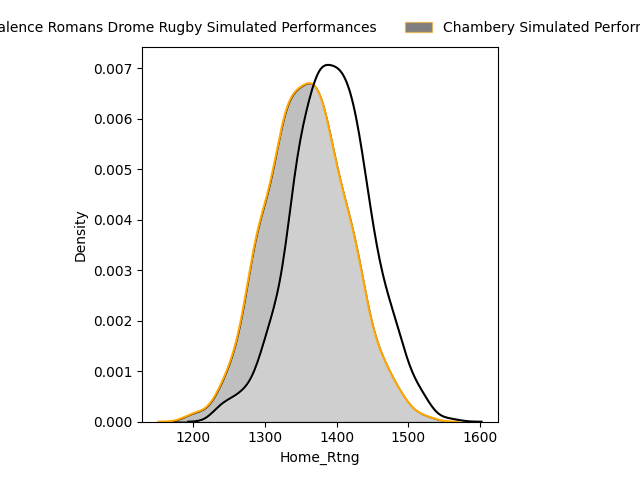 alence Romans Drome Rugby Simulated Performances
Chambery Simulated Perfor
0.007
0.006
0.005
0.004
0.003
0.002
0.001
0.000
Density
1200 1300 1400 1500 1600
Home_Rtng